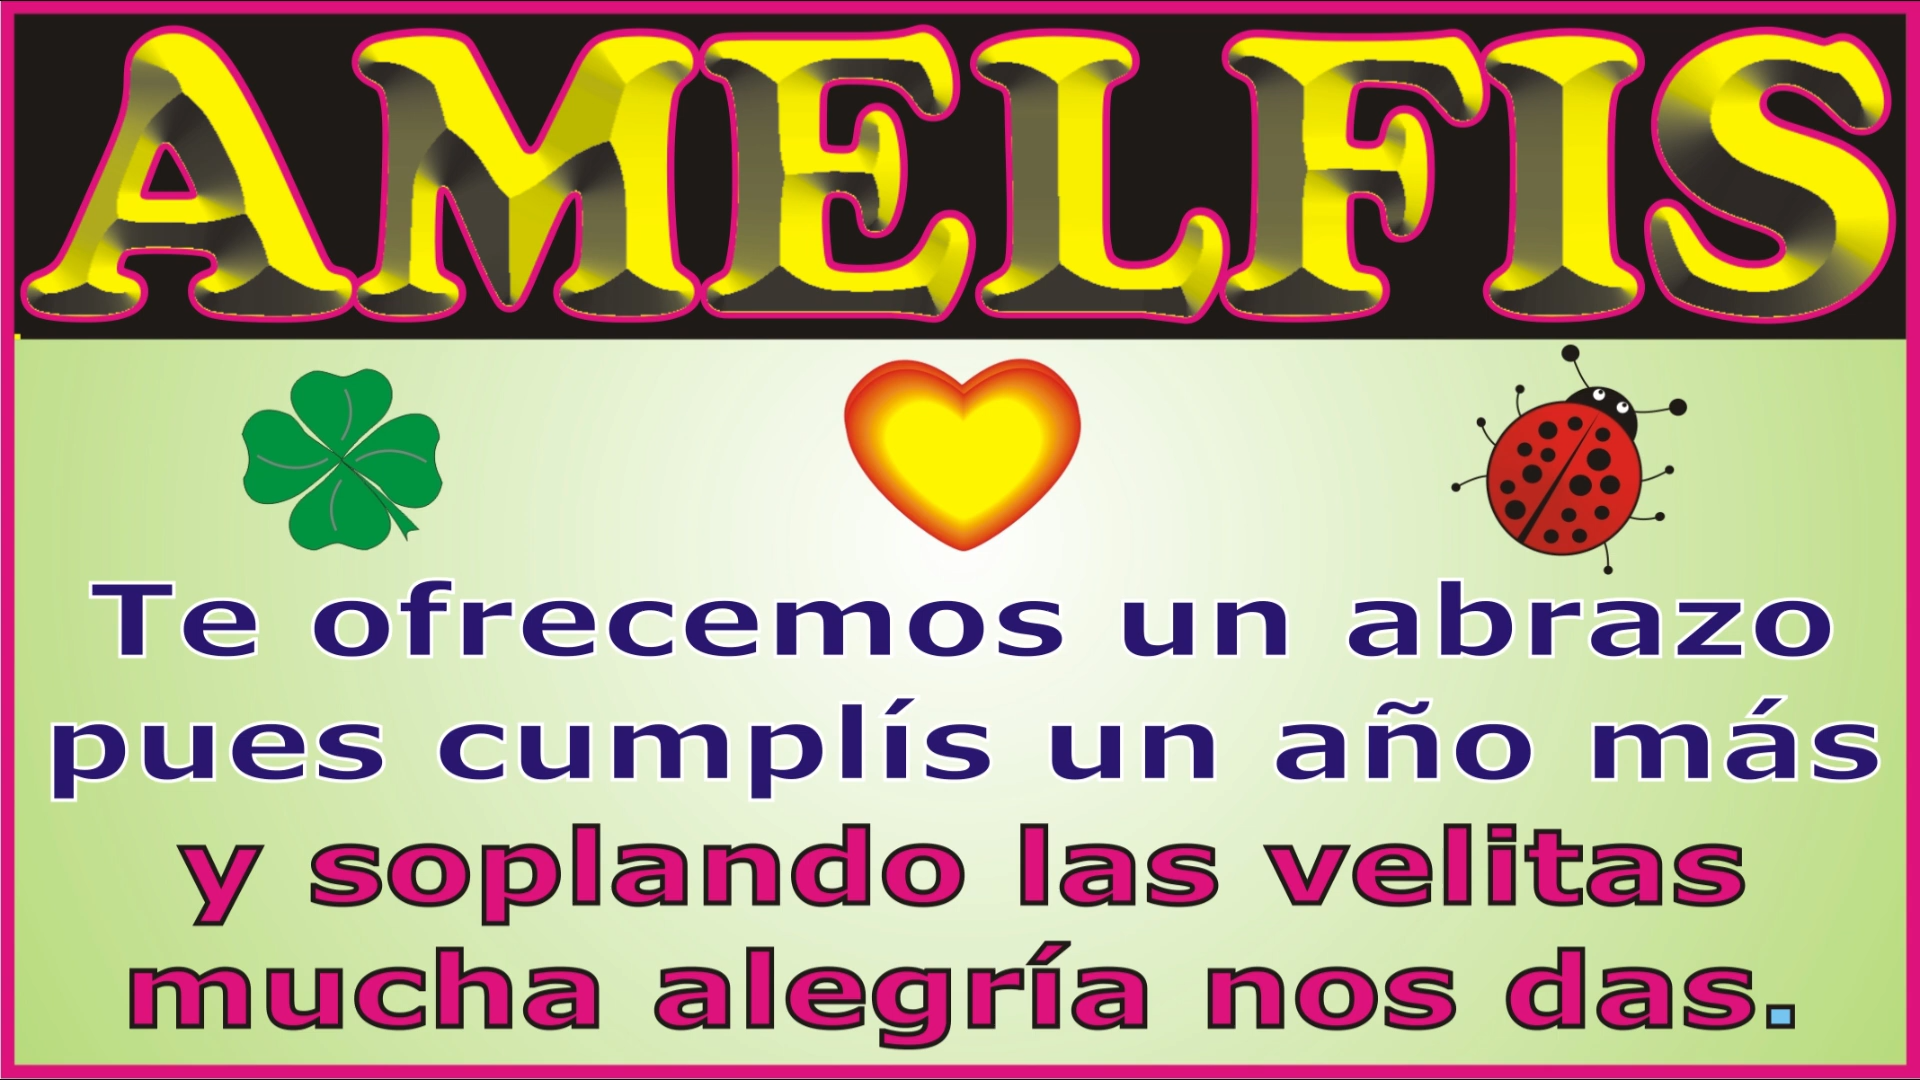 AMELFIS
Te ofrecemos un abrazo
pues cumplís un año más
y soplando las velitas
mucha alegría nos das.